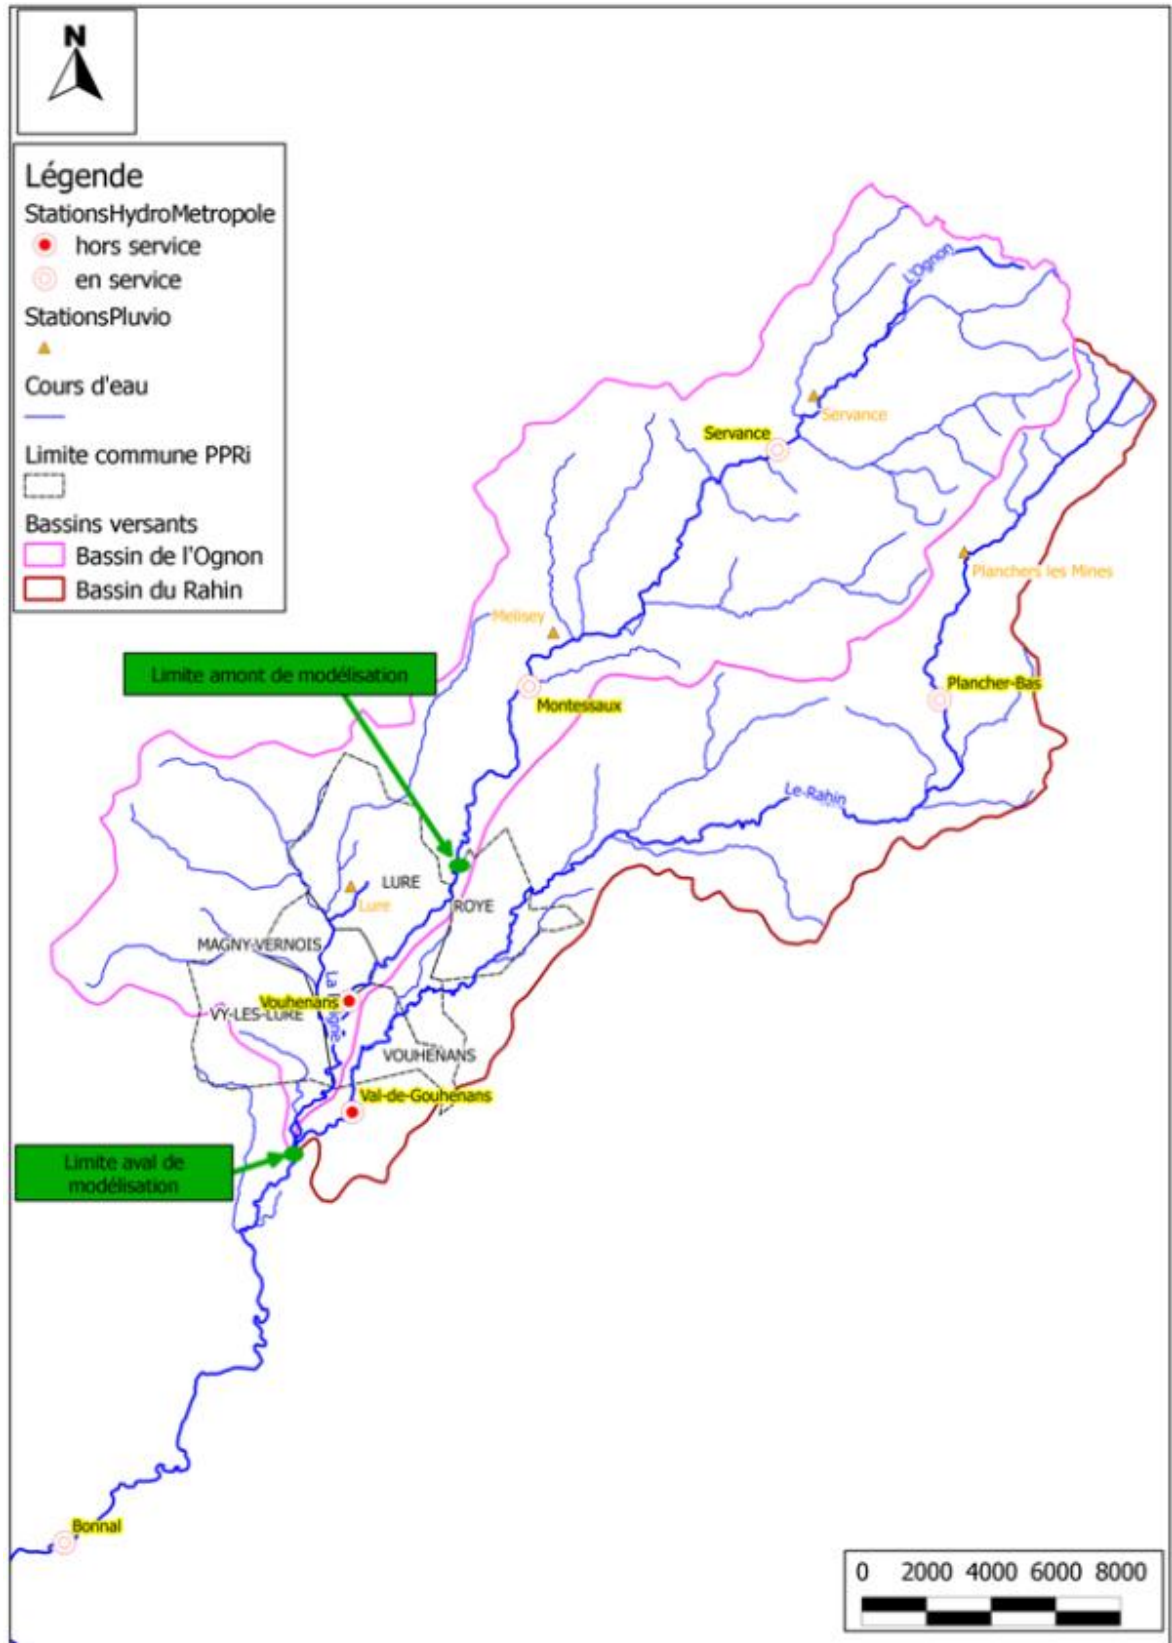 N
Légende
StationsHydroMetropole
hors service
en service
StationsPluvio
Cours d'eau
Limite commune PPRi
Bassins versants
Bassin de l'Ognon
Bassin du Rahin
L'Ognon
Servance
Servance
Planchers les Mines
Melisey
Limite amont de modélisation
Montessaux
Plancher-Bas
Le-Rahin
LURE
Lure
ROYE
MAGNY-VERNOIS
La
Vouhenans
VY-LES-LURE
VOUHENANS
Val-de-Gouhenans
Limite aval de
modélisation
Bonnal
0 2000 4000 6000 8000